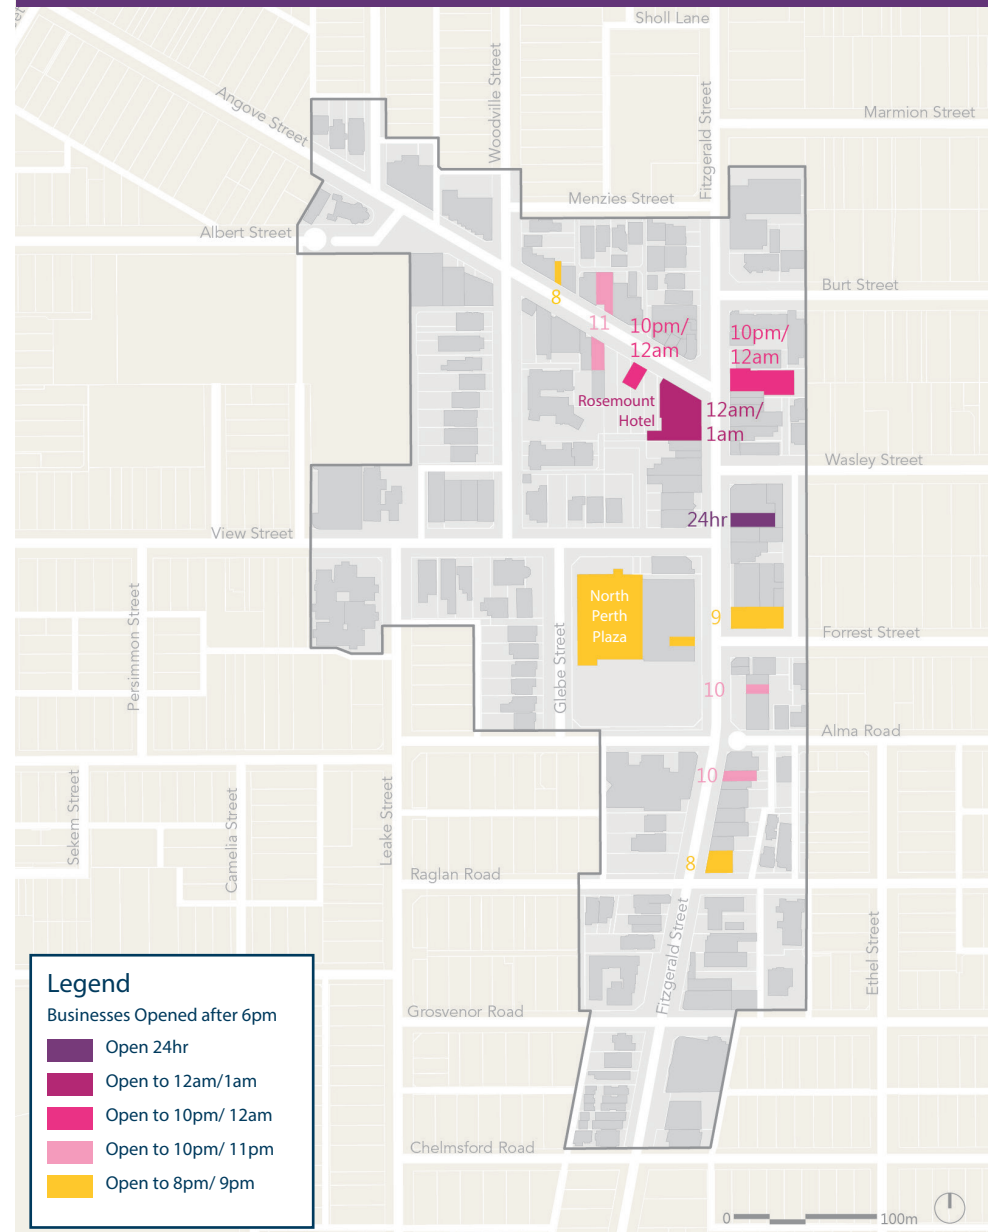 Sholl Lane
Angove Street
Woodville Street
Fitzgerald Street
Marmion Street
Menzies Street
Albert Street
Burt Street
8
11
10pm/
12am
10pm/
12am
Rosemount
Hotel
12am/
1am
Wasley Street
24hr
View Street
North
Perth
Plaza
9
Forrest Street
Persimmon Street
Glebe Street
10
Alma Road
10
Sekem Street
Camelia Street
Leake Street
8
Raglan Road
Fitzgerald Street
Ethel Street
Grosvenor Road
Chelmsford Road
Legend
Businesses Opened after 6pm
Open 24hr
Open to 12am/1am
Open to 10pm/ 12am
Open to 10pm/ 11pm
Open to 8pm/ 9pm
0
100m